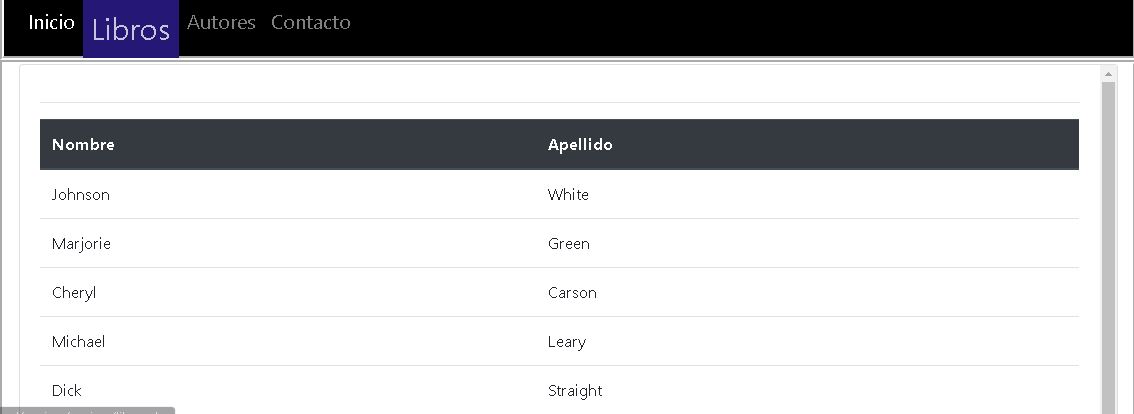 Inicio Libros Autores Contacto
Nombre Apellido
Johnson White
Marjorie Green
Cheryl Carson
Michael Leary
Dick Straight